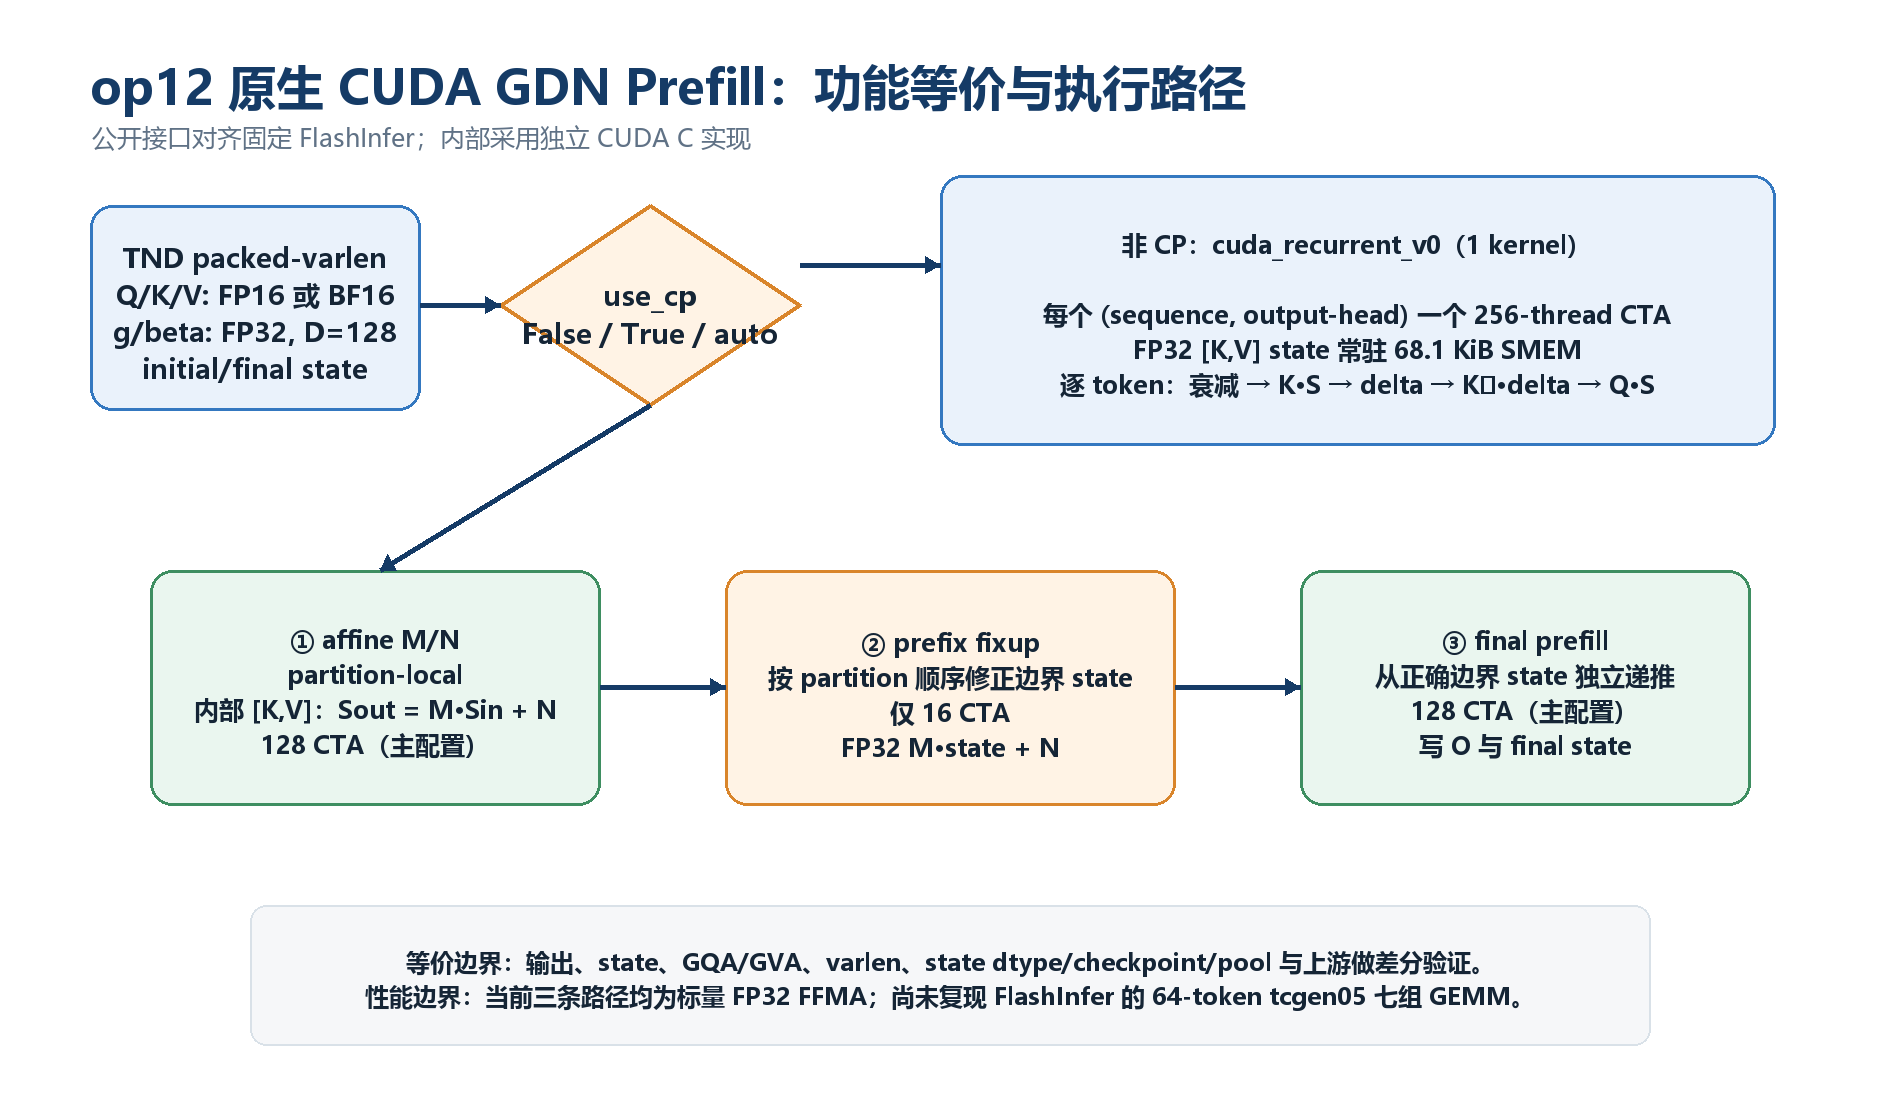 op12 原生 CUDA GDN Prefill：功能等价与执行路径
公开接口对齐固定 FlashInfer；内部采用独立 CUDA C 实现
TND packed-varlen
Q/K/V: FP16 或 BF16
g/beta: FP32, D=128
initial/final state
use_cp
False / True / auto
非 CP：cuda_recurrent_v0（1 kernel）
每个 (sequence, output-head) 一个 256-thread CTA
FP32 [K,V] state 常驻 68.1 KiB SMEM
逐 token：衰减 → K•S → delta → K□•delta → Q•S
① affine M/N
partition-local
内部 [K,V]：Sout = M•Sin + N
128 CTA（主配置）
② prefix fixup
按 partition 顺序修正边界 state
仅 16 CTA
FP32 M•state + N
③ final prefill
从正确边界 state 独立递推
128 CTA（主配置）
写 O 与 final state
等价边界：输出、state、GQA/GVA、varlen、state dtype/checkpoint/pool 与上游做差分验证。
性能边界：当前三条路径均为标量 FP32 FFMA；尚未复现 FlashInfer 的 64-token tcgen05 七组 GEMM。